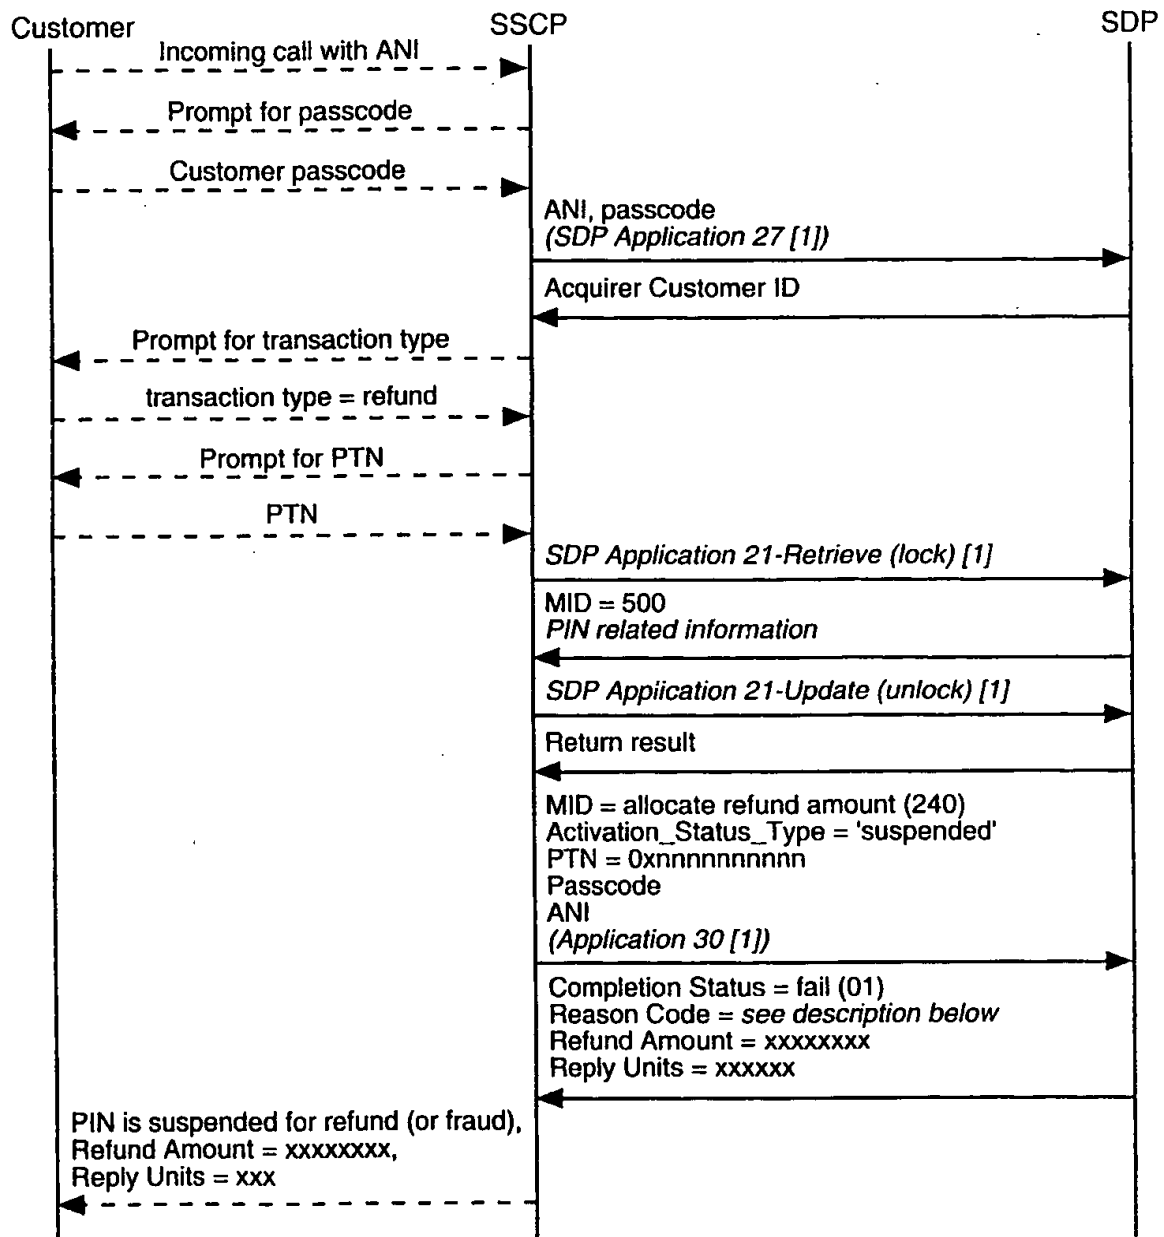 Customer
SSCP
SDP
Incoming call with ANI
Prompt for passcode
Customer passcode
ANI, passcode
(SDP Application 27 [1])
Acquirer Customer ID
Prompt for transaction type
transaction type = refund
Prompt for PTN
PTN
SDP Application 21-Retrieve (lock) [1]
MID = 500
PIN related information
SDP Application 21-Update (unlock) [1]
Return result
MID = allocate refund amount (240)
Activation_Status_Type = 'suspended'
PTN = 0xnnnnnnnnnn
Passcode
ANI
(Application 30 [1])
Completion Status = fail (01)
Reason Code = see description below
Refund Amount = xxxxxxxx
Reply Units = xxxxxx
PIN is suspended for refund (or fraud),
Refund Amount = xxxxxxxx,
Reply Units = xxx